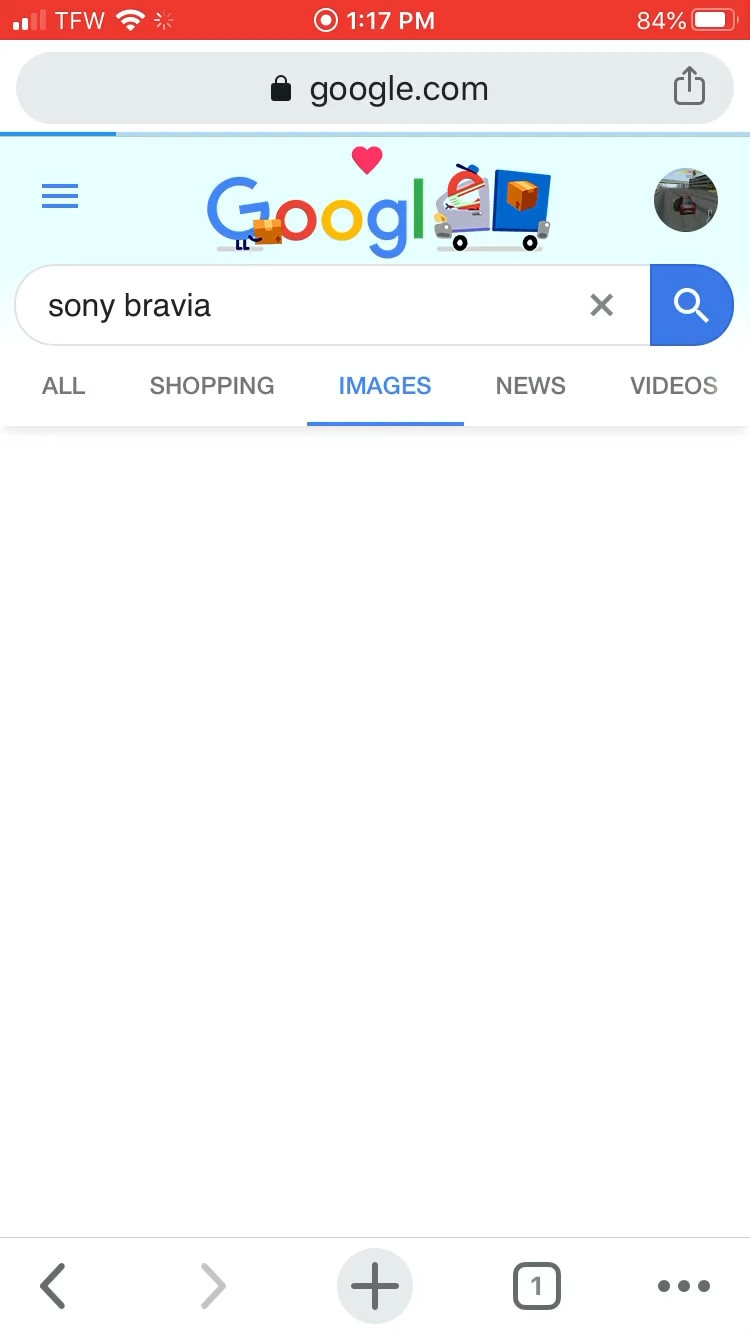 TFW 1:17 PM 84%
google.com
Google
sony bravia
ALL SHOPPING IMAGES NEWS VIDEOS
1